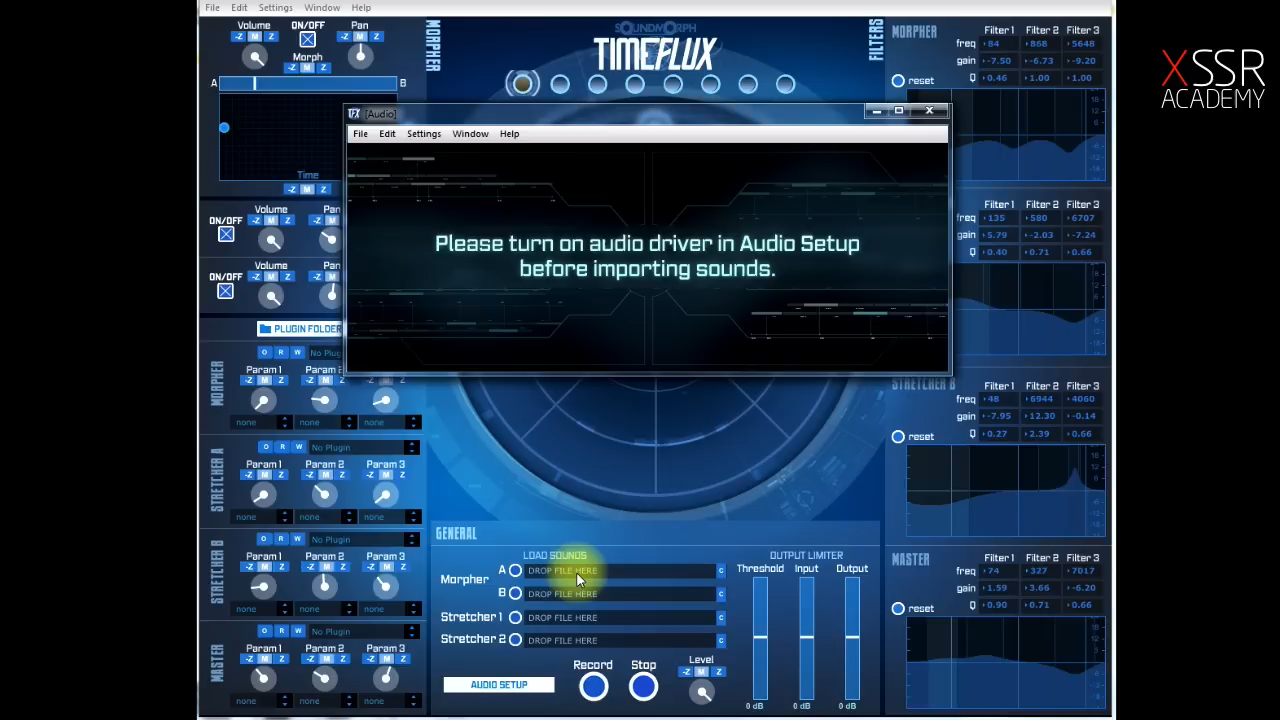 File Edit Settings Window Help
Volume ON/OFF Pan
-Z M Z -Z M Z
Morph
-Z M Z
A B
Time
-Z M Z
MORPHER
SOUNDMORPH
TIMEFLUX
FILTERS
MORPHER Filter 1 Filter 2 Filter 3
freq 84 868 5648
gain -7.50 -6.73 -9.20
Q 0.46 1.00 1.00
reset
XSSR
ACADEMY
[Audio]
File Edit Settings Window Help
Please turn on audio driver in Audio Setup
before importing sounds.
Volume Pan
ON/OFF -Z M Z -Z M
Volume Pan
ON/OFF -Z M Z -Z M
Filter 1 Filter 2 Filter 3
freq 135 580 6707
gain 5.79 -2.03 -7.24
Q 0.40 0.71 0.66
PLUGIN FOLDER
MORPHER
O R W No Plug
Param 1 Param 2 Param 3
-Z M Z -Z M Z -Z M Z
none none none
STRETCHER A
O R W No Plugin
Param 1 Param 2 Param 3
-Z M Z -Z M Z -Z M Z
none none none
STRETCHER B
O R W No Plugin
Param 1 Param 2 Param 3
-Z M Z -Z M Z -Z M Z
none none none
MASTER
O R W No Plugin
Param 1 Param 2 Param 3
-Z M Z -Z M Z -Z M Z
none none none
GENERAL
LOAD SOUNDS
Morpher
A DROP FILE HERE C
B DROP FILE HERE C
Stretcher 1 DROP FILE HERE C
Stretcher 2 DROP FILE HERE C
AUDIO SETUP
Record Stop Level
-Z M Z
OUTPUT LIMITER
Threshold Input Output
0 dB 0 dB 0 dB
STRETCHER B Filter 1 Filter 2 Filter 3
freq 48 6944 4060
gain -7.95 12.30 -0.14
Q 0.27 2.39 0.66
reset
MASTER Filter 1 Filter 2 Filter 3
freq 74 327 7017
gain 1.59 3.66 -6.20
Q 0.90 0.71 0.66
reset